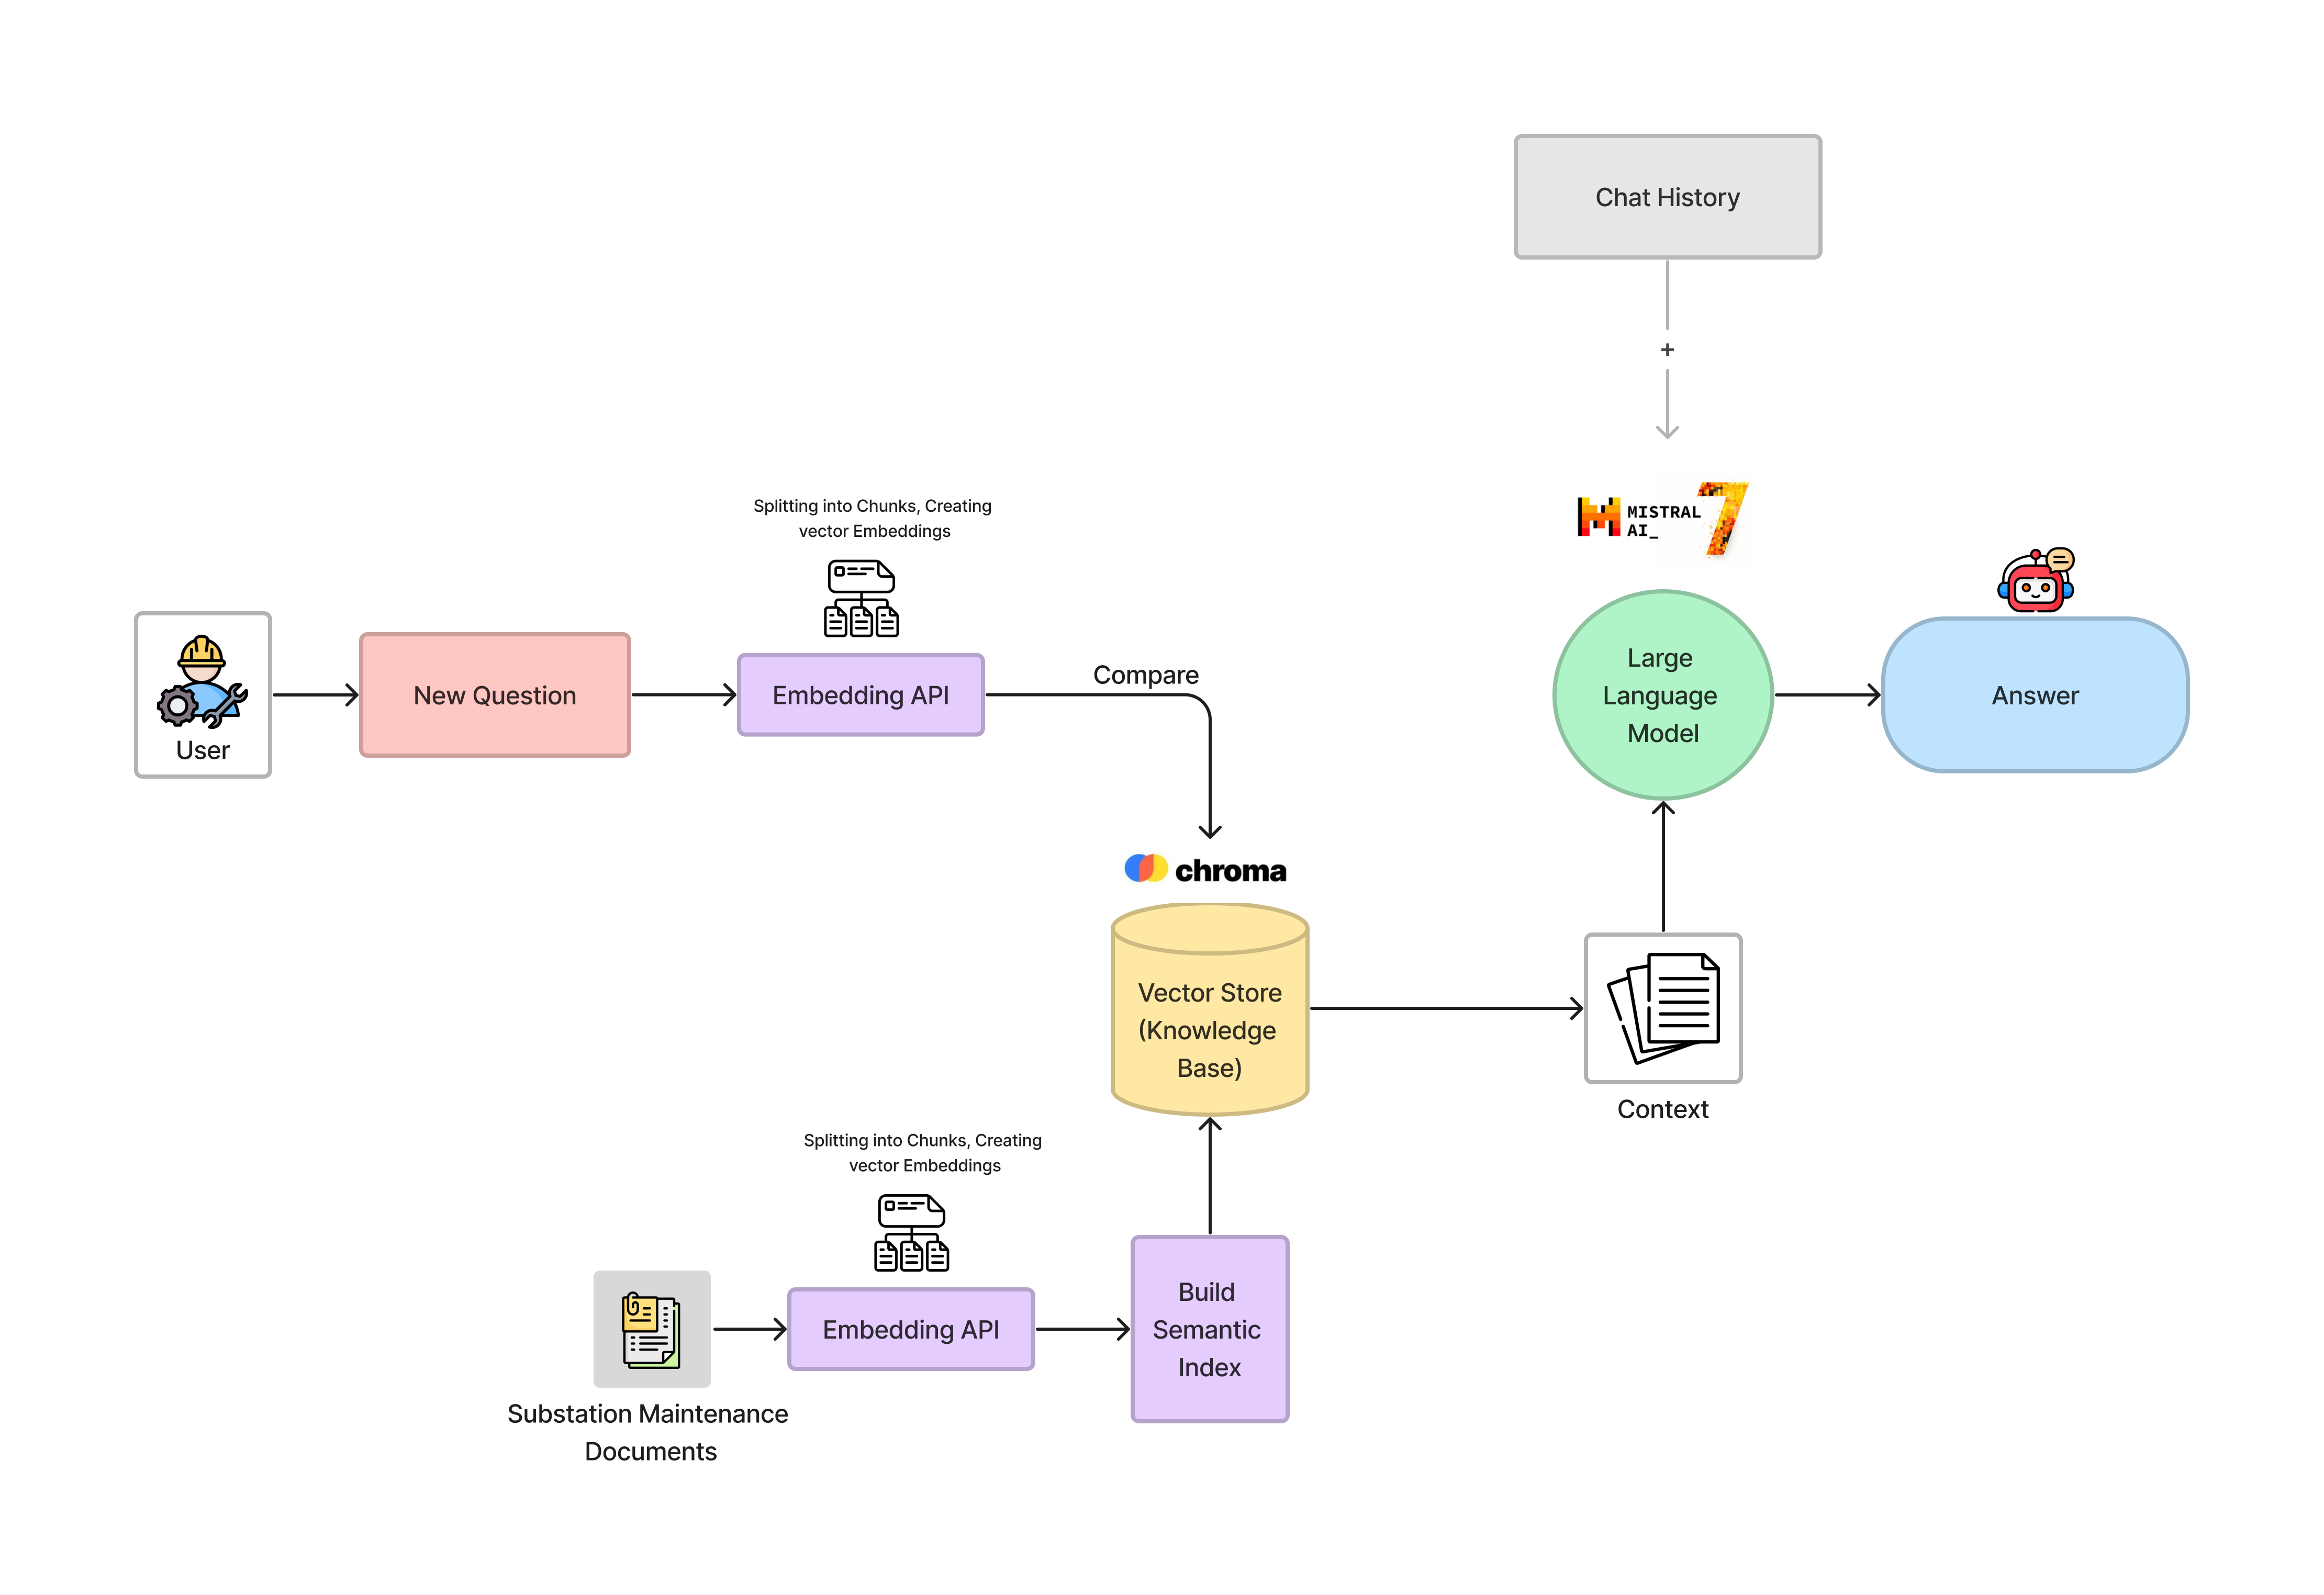 Chat History
+
MISTRAL
AI_
7
Splitting into Chunks, Creating
vector Embeddings
User
New Question
Embedding API
Compare
Large
Language
Model
Answer
chroma
Vector Store
(Knowledge
Base)
Context
Splitting into Chunks, Creating
vector Embeddings
Substation Maintenance
Documents
Embedding API
Build
Semantic
Index